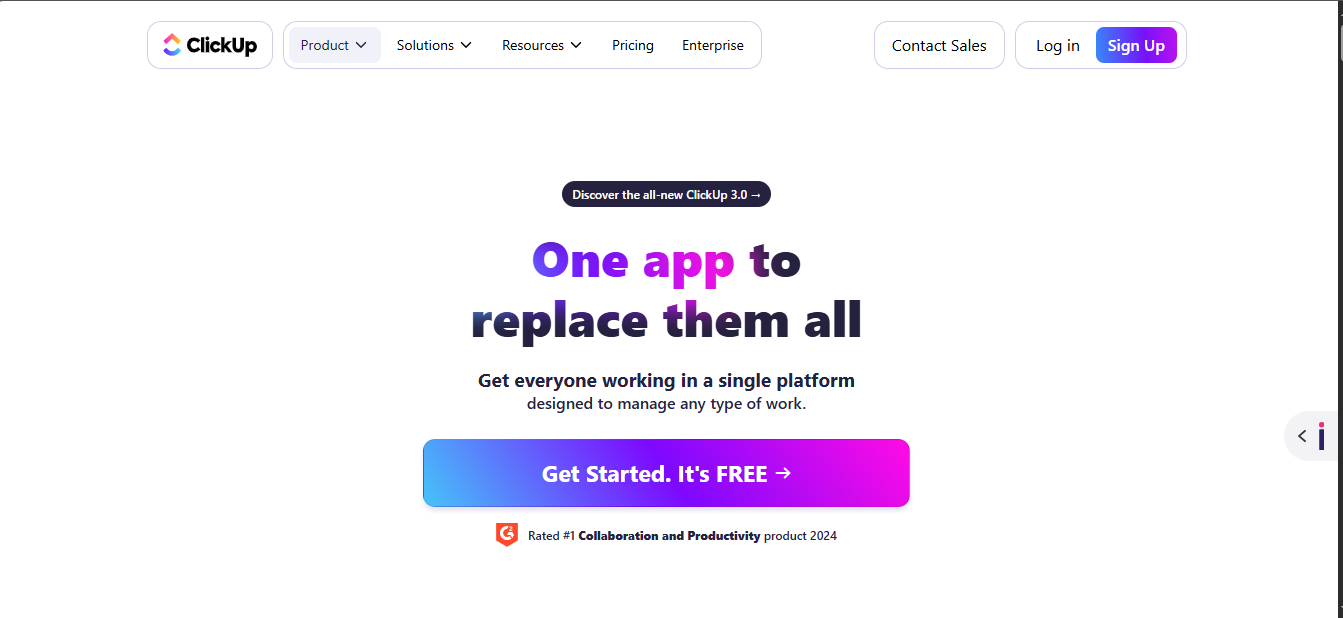 ClickUp
Product
Solutions
Resources
Pricing
Enterprise
Contact Sales
Log in
Sign Up
Discover the all-new ClickUp 3.0 →
One app to
replace them all
Get everyone working in a single platform
designed to manage any type of work.
Get Started. It's FREE →
G2
Rated #1 Collaboration and Productivity product 2024